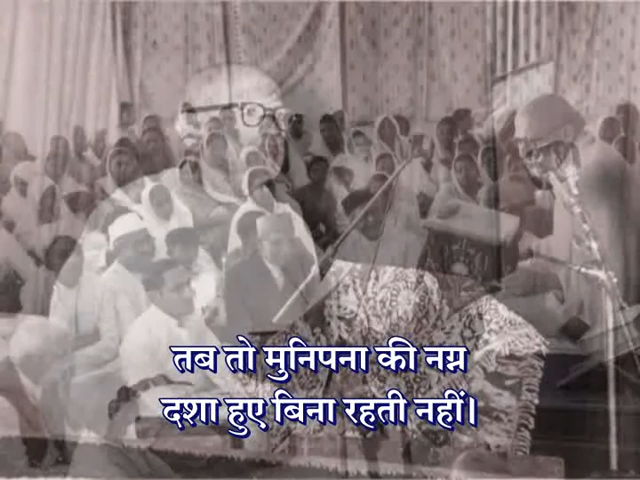 तब तो मुनिपना की नग्न
दशा हुए बिना रहती नहीं।